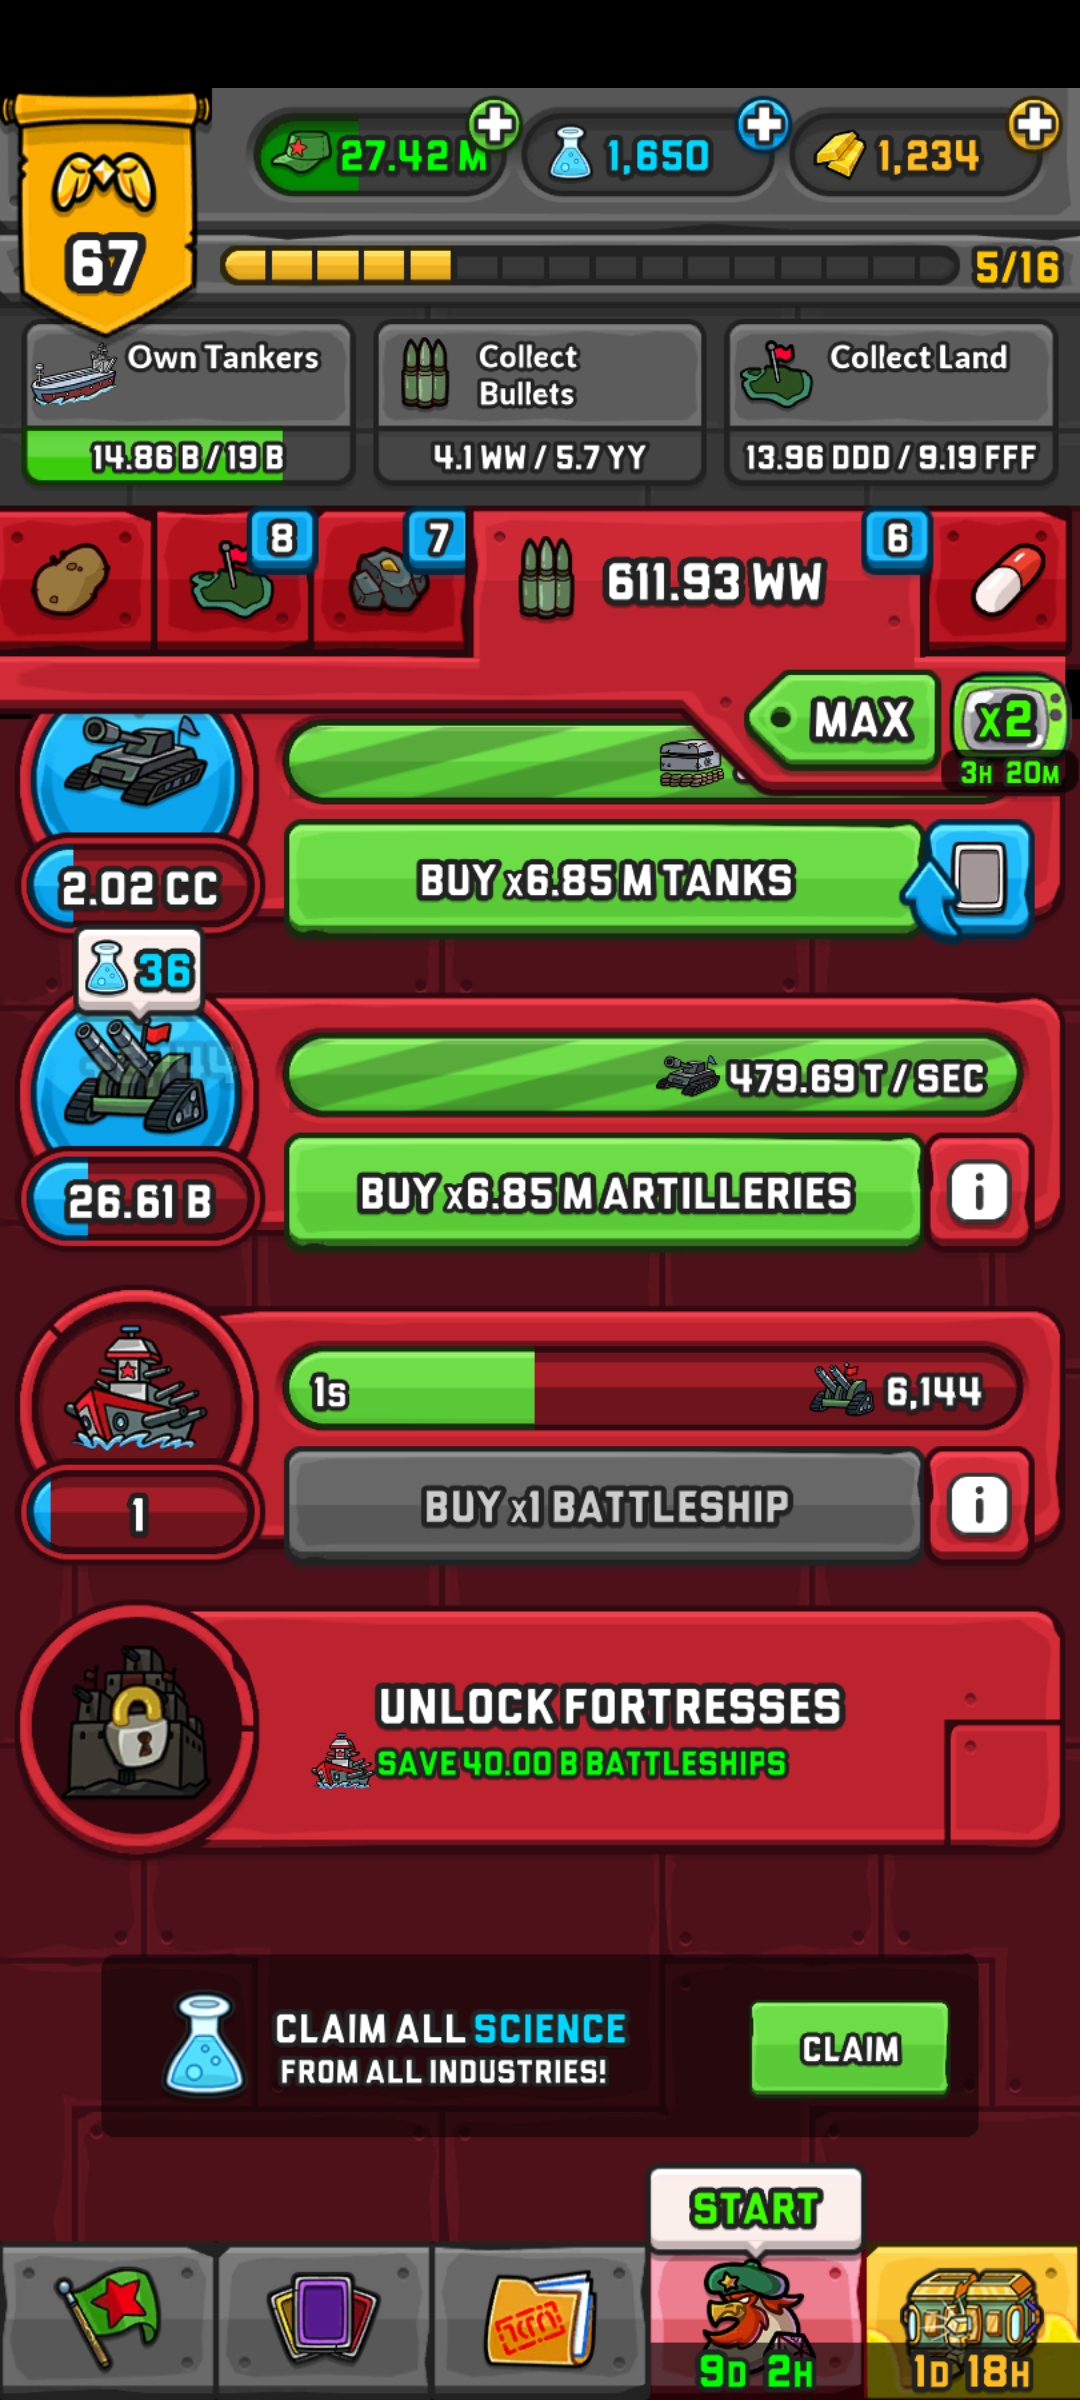 27.42 M
1,650
1,234
67
5/16
Own Tankers
14.86 B / 19 B
Collect
Bullets
4.1 WW / 5.7 YY
Collect Land
13.96 DDD / 9.19 FFF
8
7
611.93 WW
6
MAX
x2
3H 20M
2.02 CC
BUY x6.85 M TANKS
36
479.69 T / SEC
26.61 B
BUY x6.85 M ARTILLERIES
i
1s
6,144
1
BUY x1 BATTLESHIP
i
UNLOCK FORTRESSES
SAVE 40.00 B BATTLESHIPS
CLAIM ALL SCIENCE
FROM ALL INDUSTRIES!
CLAIM
START
9D 2H
1D 18H